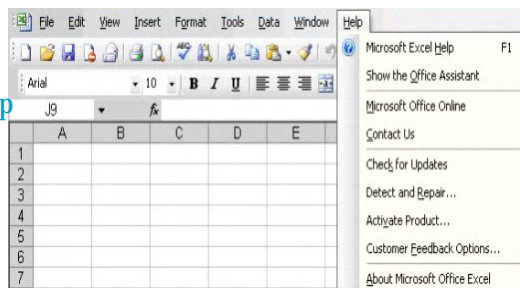 File Edit View Insert Format Tools Data Window Help
Microsoft Excel Help F1
Show the Office Assistant
Arial 10 B I U
p
Microsoft Office Online
J9 fx
Contact Us
A B C D E
Check for Updates
1
2
Detect and Repair...
3
Activate Product...
4
5
Customer Feedback Options...
6
7
About Microsoft Office Excel